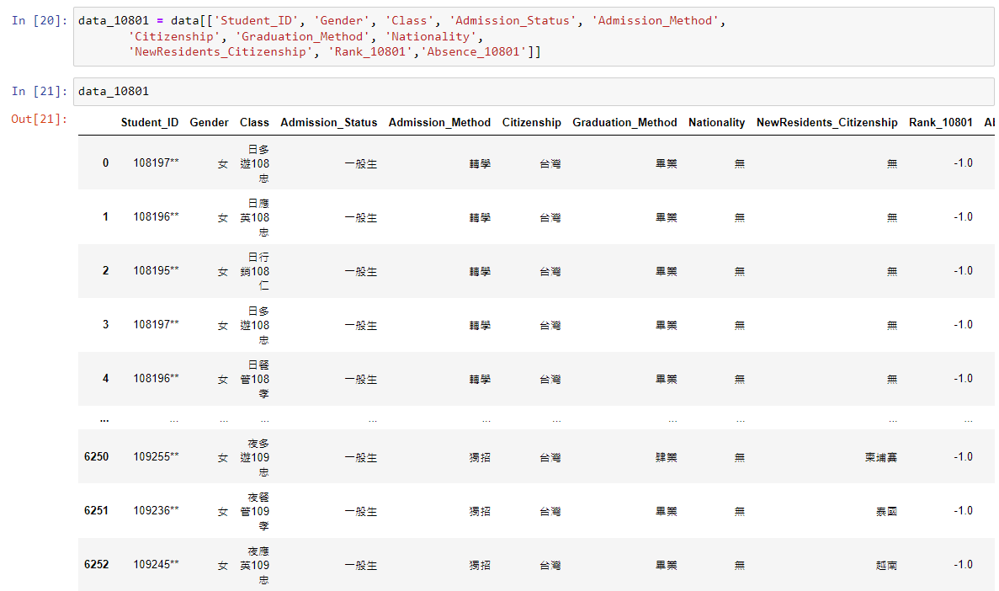 In [20]: data_10801 = data[['Student_ID', 'Gender', 'Class', 'Admission_Status', 'Admission_Method',
'Citizenship', 'Graduation_Method', 'Nationality',
'NewResidents_Citizenship', 'Rank_10801','Absence_10801']]
In [21]: data_10801
Out[21]:
Student_ID Gender Class Admission_Status Admission_Method Citizenship Graduation_Method Nationality NewResidents_Citizenship Rank_10801
日多
0 108197** 女 遊108 一般生 轉學 台灣 畢業 無 無 -1.0
忠
日應
1 108196** 女 英108 一般生 轉學 台灣 畢業 無 無 -1.0
忠
日行
2 108195** 女 銷108 一般生 轉學 台灣 畢業 無 無 -1.0
仁
日多
3 108197** 女 遊108 一般生 轉學 台灣 畢業 無 無 -1.0
忠
日餐
4 108196** 女 管108 一般生 轉學 台灣 畢業 無 無 -1.0
孝
... ... ... ... ... ... ... ... ... ... ...
夜多
6250 109255** 女 遊109 一般生 獨招 台灣 肄業 無 柬埔寨 -1.0
忠
夜餐
6251 109236** 女 管109 一般生 獨招 台灣 畢業 無 泰國 -1.0
孝
夜應
6252 109245** 女 英109 一般生 獨招 台灣 畢業 無 越南 -1.0
忠